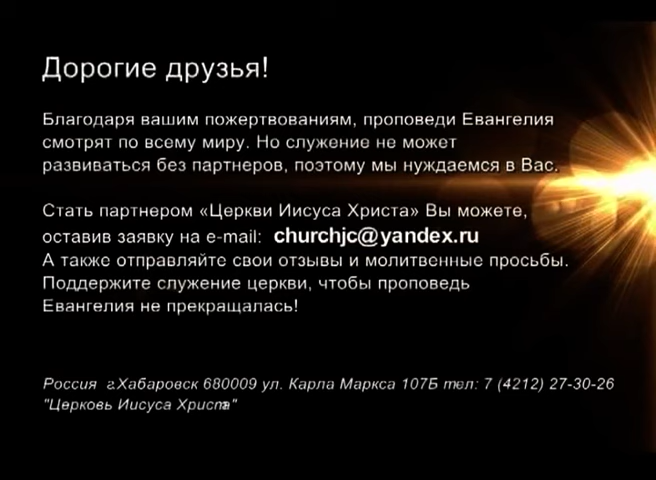 Дорогие друзья!
Благодаря вашим пожертвованиям, проповеди Евангелия
смотрят по всему миру. Но служение не может
развиваться без партнеров, поэтому мы нуждаемся в Вас.
Стать партнером «Церкви Иисуса Христа» Вы можете,
оставив заявку на e-mail: churchjc@yandex.ru
А также отправляйте свои отзывы и молитвенные просьбы.
Поддержите служение церкви, чтобы проповедь
Евангелия не прекращалась!
Россия г.Хабаровск 680009 ул. Карла Маркса 107Б тел: 7 (4212) 27-30-26
"Церковь Иисуса Христа"